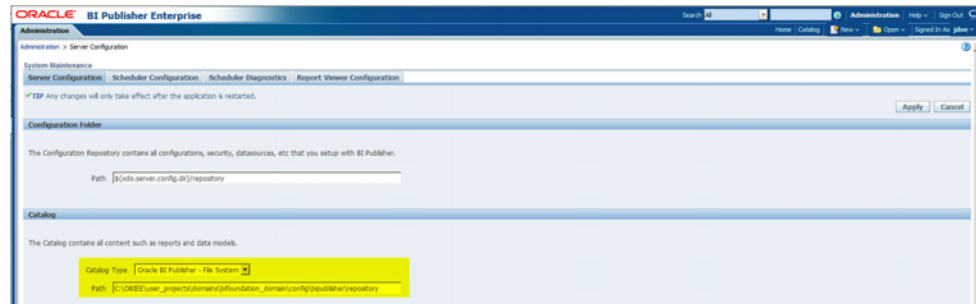 ORACLE BI Publisher Enterprise
Search All
Administration Help Sign Out
Administration
Home Catalog New Open Signed In As jdoe
Administration > Server Configuration
System Maintenance
Server Configuration Scheduler Configuration Scheduler Diagnostics Report Viewer Configuration
TIP Any changes will only take effect after the application is restarted.
Apply Cancel
Configuration Folder
The Configuration Repository contains all configurations, security, datasources, etc that you setup with BI Publisher.
Path ${xdo.server.config.dir}/repository
Catalog
The Catalog contains all content such as reports and data models.
Catalog Type Oracle BI Publisher - File System
Path C:\OBIEE\user_projects\domains\bifoundation_domain\config\bipublisher\repository